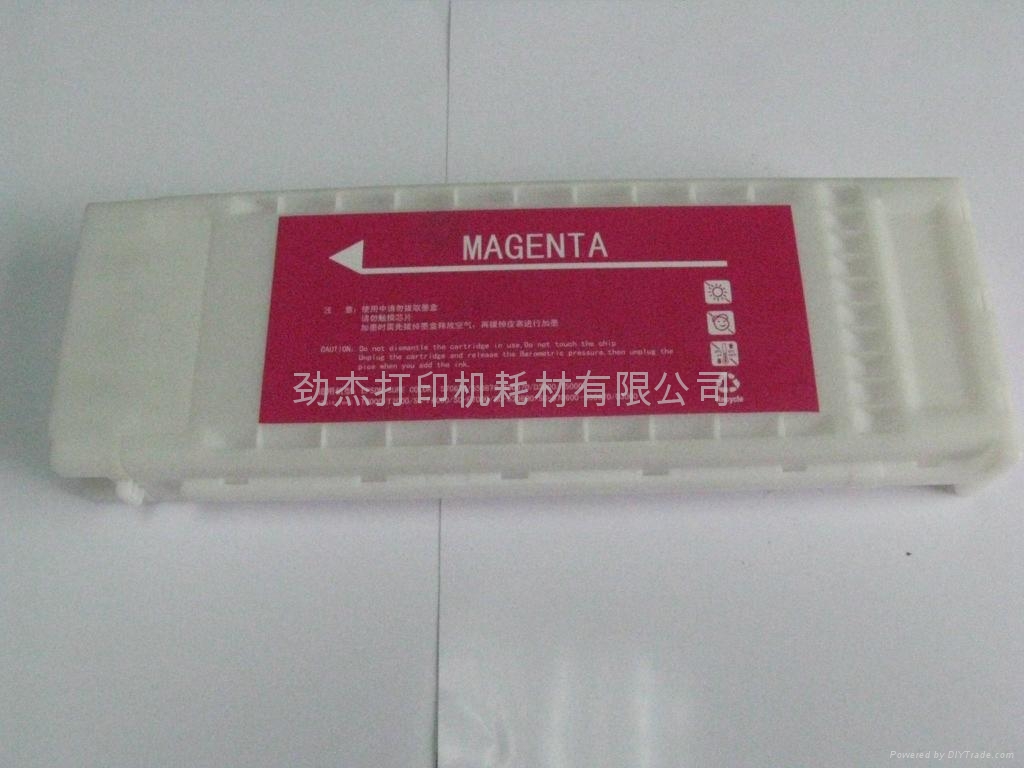 MAGENTA
注 意: 使用中请勿拔取墨盒
请勿触摸芯片
加墨时需先拔掉墨盒释放空气, 再拔掉皮塞进行加墨
CAUTION: Do not dismantle the cartridge in use,Do not touch the chip
Unplug the cartridge and release the Barometric pressure,then unplug the
pice when you add the ink.
劲杰打印机耗材有限公司
Recycle
Powered by DIYTrade.com